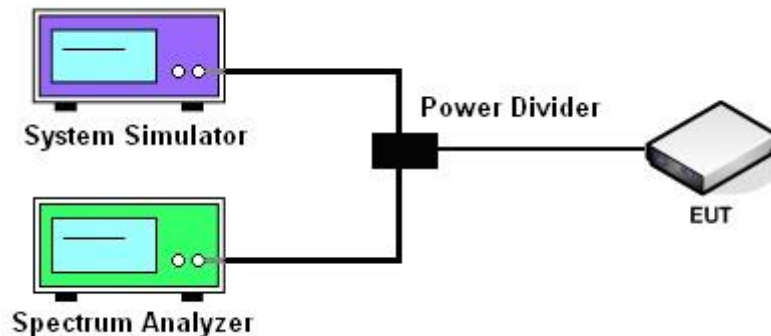 System Simulator
Power Divider
EUT
Spectrum Analyzer